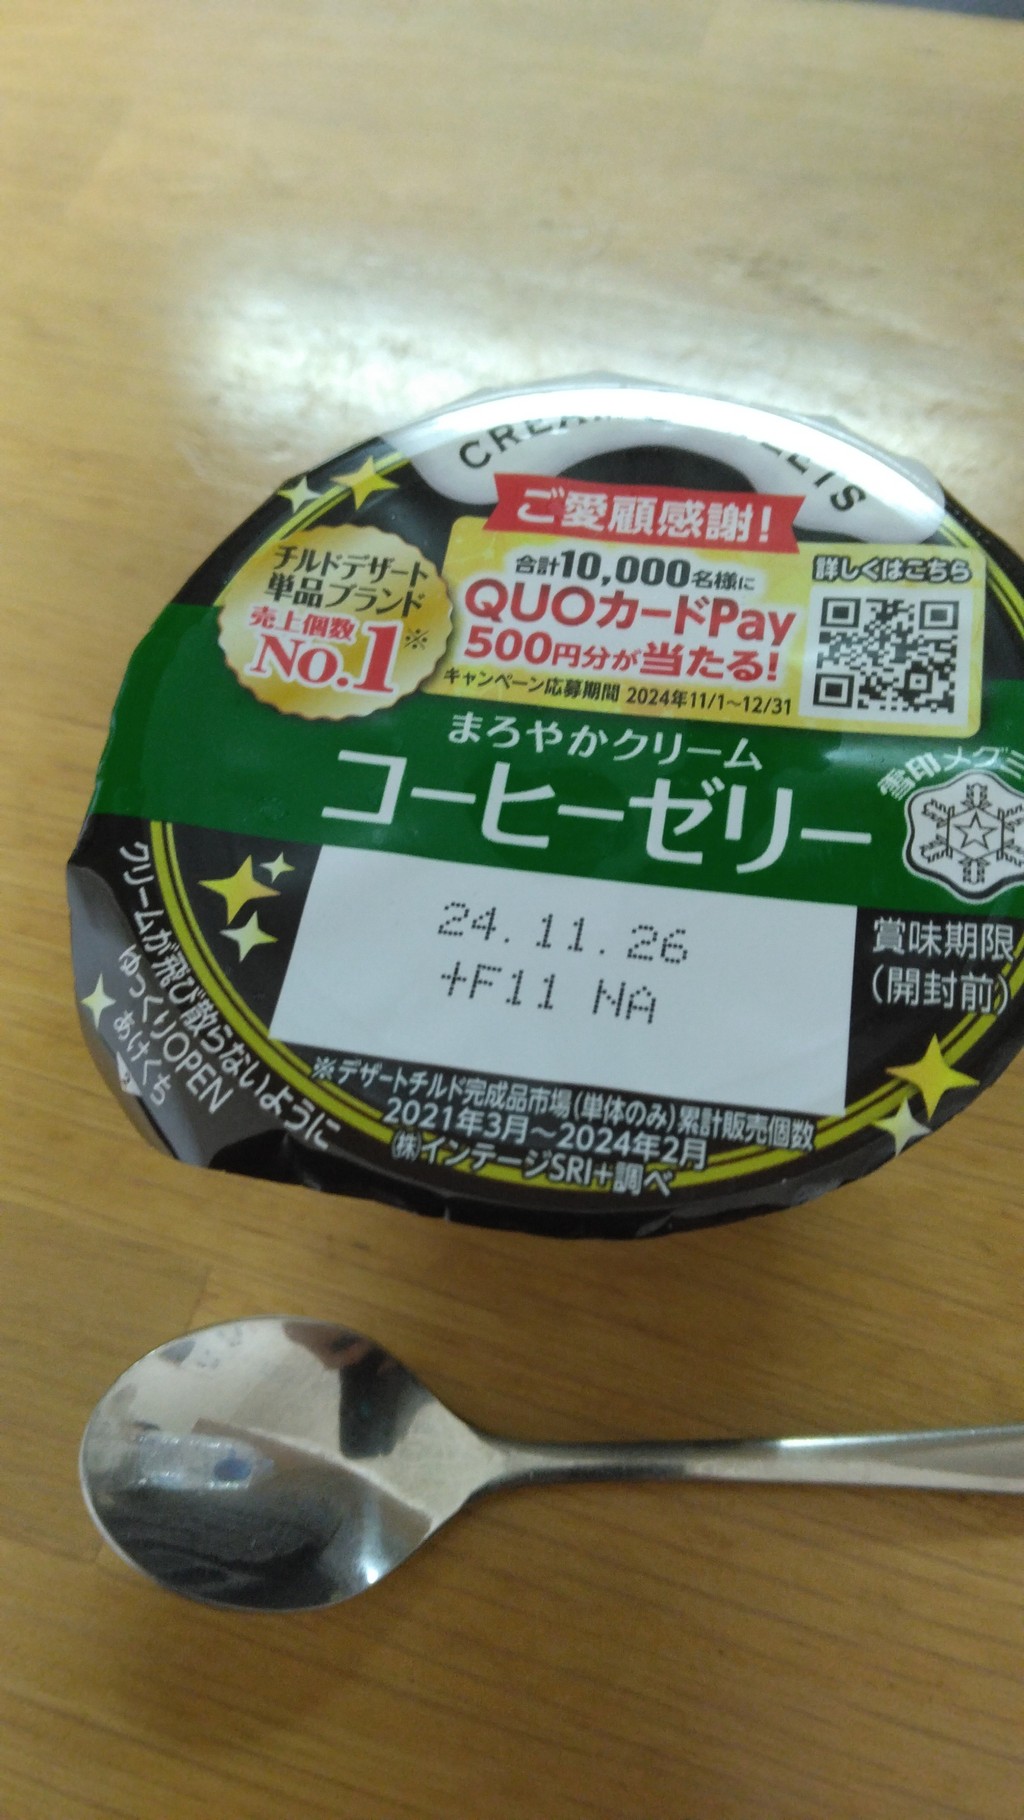 ご愛顧感謝!
チルドデザート
単品ブランド
売上個数
No.1※
合計10,000名様に
QUOカードPay
500円分が当たる!
キャンペーン応募期間 2024年11/1~12/31
詳しくはこちら
まろやかクリーム
コーヒーゼリー
雪印メグミ
24.11.26
+F11 NA
賞味期限
(開封前)
クリームが飛び散らないように
ゆっくりOPEN
あけくち
※デザートチルド完成品市場(単体のみ)累計販売個数
2021年3月~2024年2月
㈱インテージSRI+調べ